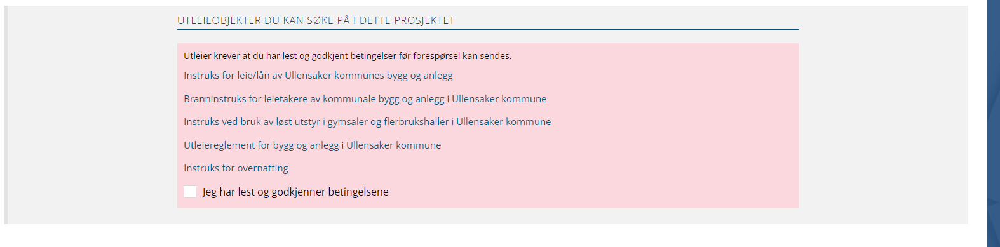 UTLEIEOBJEKTER DU KAN SØKE PÅ I DETTE PROSJEKTET
Utleier krever at du har lest og godkjent betingelser før forespørsel kan sendes.
Instruks for leie/lån av Ullensaker kommunes bygg og anlegg
Branninstruks for leietakere av kommunale bygg og anlegg i Ullensaker kommune
Instruks ved bruk av løst utstyr i gymsaler og flerbrukshaller i Ullensaker kommune
Utleiereglement for bygg og anlegg i Ullensaker kommune
Instruks for overnatting
Jeg har lest og godkjenner betingelsene